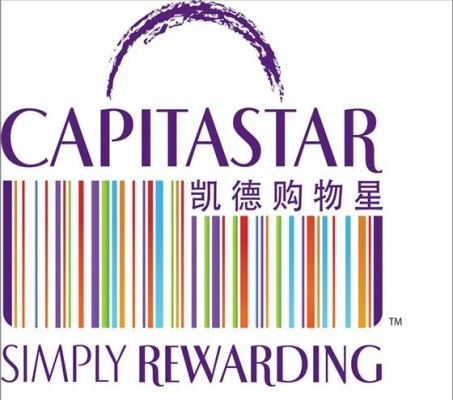 CAPITASTAR
凯德购物星
TM
SIMPLY REWARDING